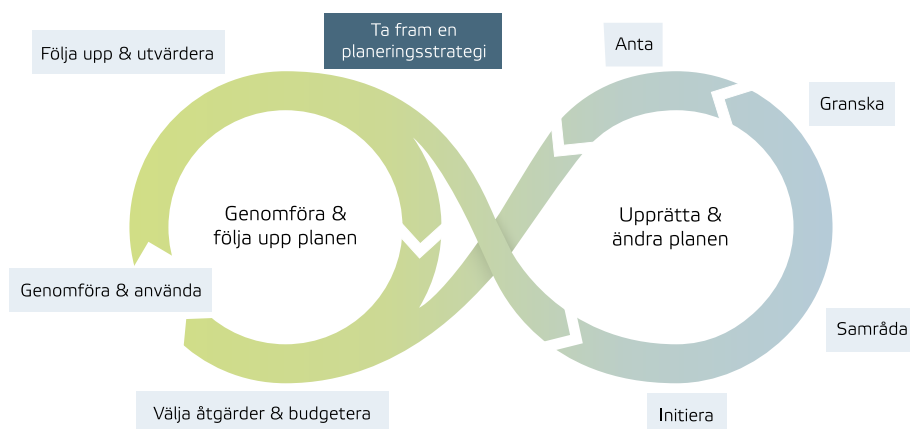 Ta fram en
planeringsstrategi
Följa upp & utvärdera
Anta
Granska
Genomföra &
följa upp planen
Upprätta &
ändra planen
Genomföra & använda
Samråda
Välja åtgärder & budgetera
Initiera